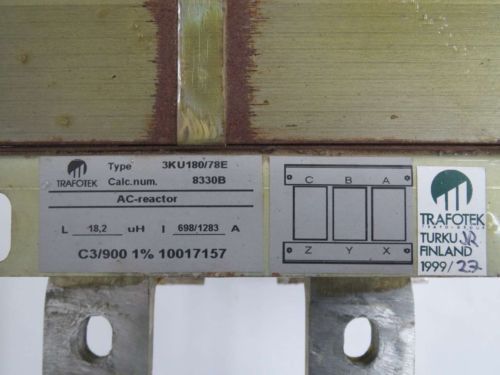 TRAFOTEK
Type 3KU180/78E
Calc.num. 8330B
AC-reactor
L 18,2 uH I 698/1283 A
C3/900 1% 10017157
C B A
Z Y X
TRAFOTEK
TURKU
FINLAND
1999/22